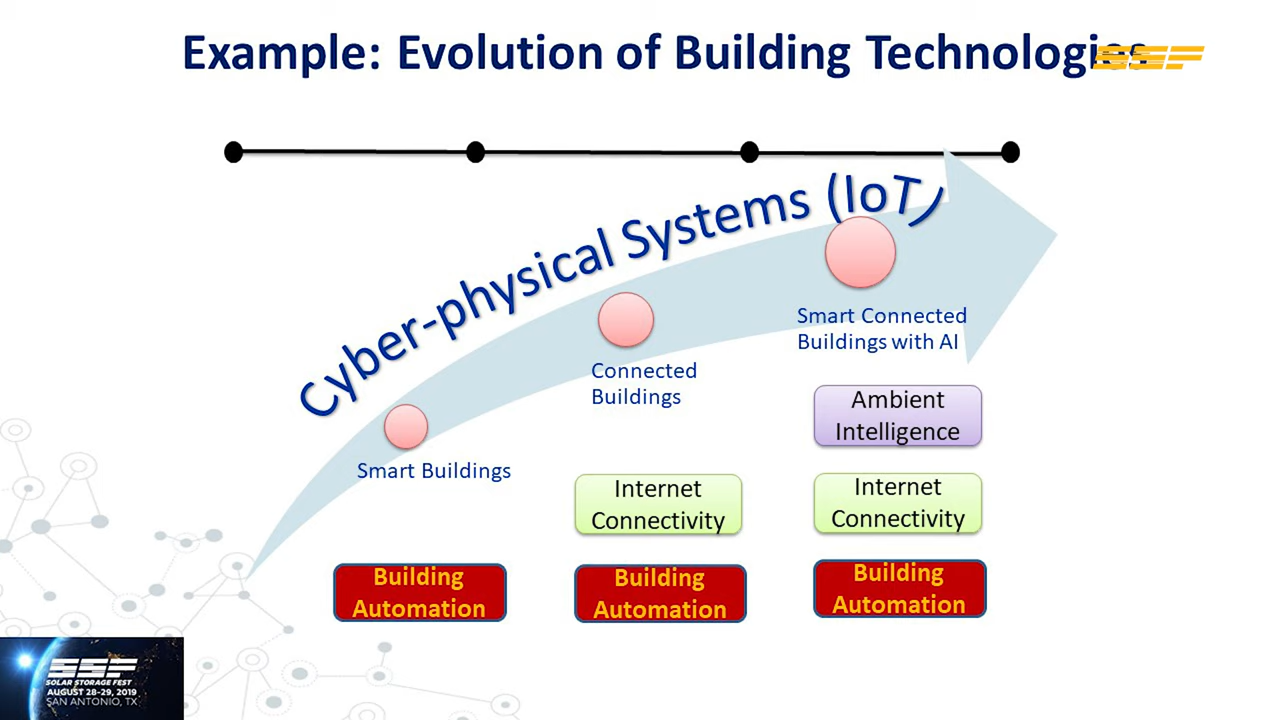 Example: Evolution of Building Technologies
SSF
Cyber-physical Systems (IoT)
Smart Connected
Buildings with AI
Connected
Buildings
Smart Buildings
Ambient
Intelligence
Internet
Connectivity
Internet
Connectivity
Building
Automation
Building
Automation
Building
Automation
SSF
SOLAR STORAGE FEST
AUGUST 28-29, 2019
SAN ANTONIO, TX